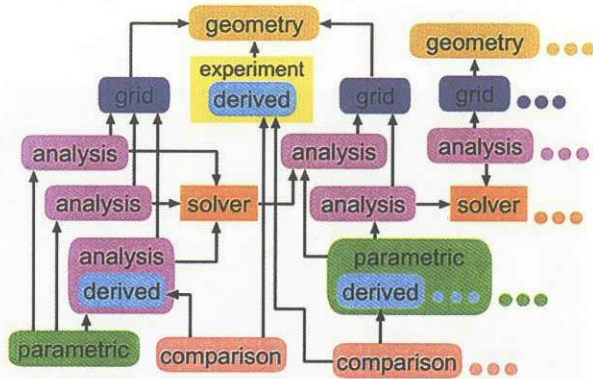 geometry
geometry
experiment
derived
grid
grid
grid
analysis
analysis
analysis
analysis
solver
analysis
solver
analysis
derived
parametric
derived
parametric
comparison
comparison